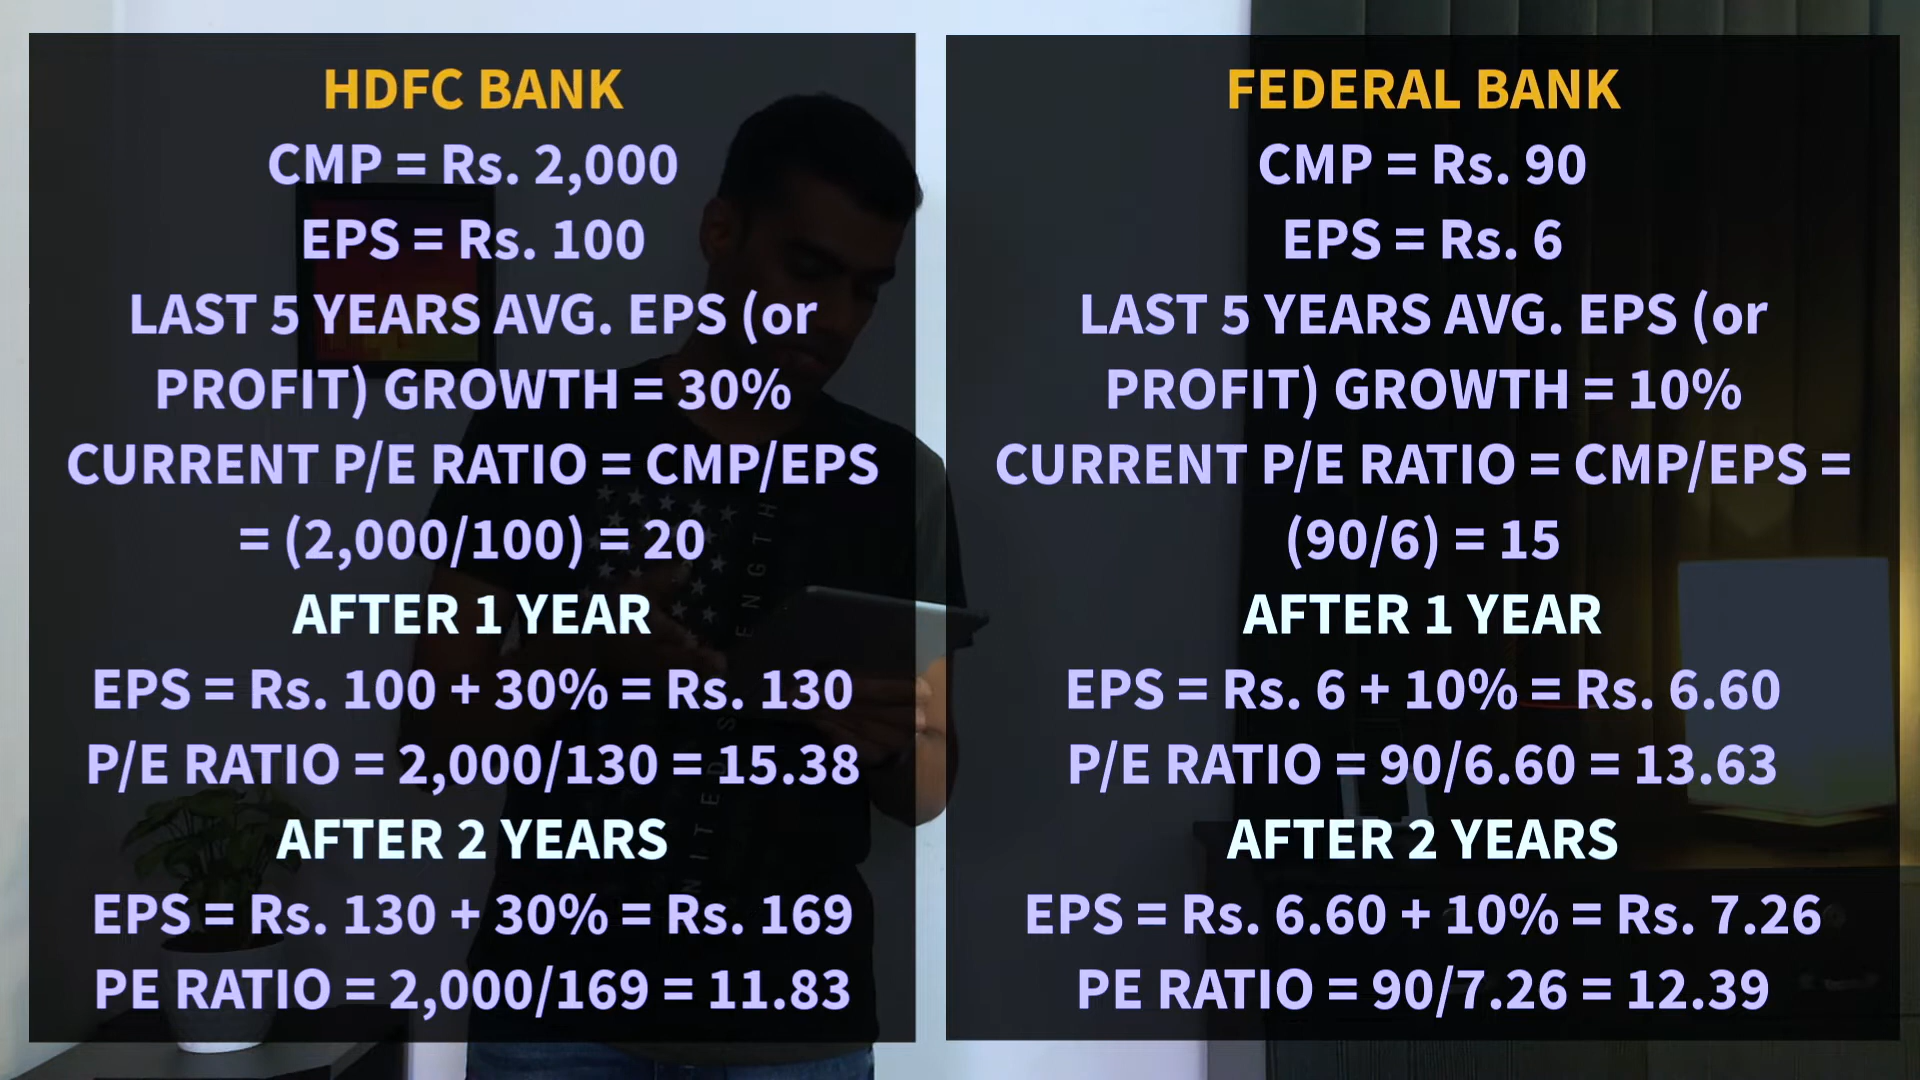 HDFC BANK
CMP = Rs. 2,000
EPS = Rs. 100
LAST 5 YEARS AVG. EPS (or
PROFIT) GROWTH = 30%
CURRENT P/E RATIO = CMP/EPS
= (2,000/100) = 20
AFTER 1 YEAR
EPS = Rs. 100 + 30% = Rs. 130
P/E RATIO = 2,000/130 = 15.38
AFTER 2 YEARS
EPS = Rs. 130 + 30% = Rs. 169
PE RATIO = 2,000/169 = 11.83
FEDERAL BANK
CMP = Rs. 90
EPS = Rs. 6
LAST 5 YEARS AVG. EPS (or
PROFIT) GROWTH = 10%
CURRENT P/E RATIO = CMP/EPS =
(90/6) = 15
AFTER 1 YEAR
EPS = Rs. 6 + 10% = Rs. 6.60
P/E RATIO = 90/6.60 = 13.63
AFTER 2 YEARS
EPS = Rs. 6.60 + 10% = Rs. 7.26
PE RATIO = 90/7.26 = 12.39